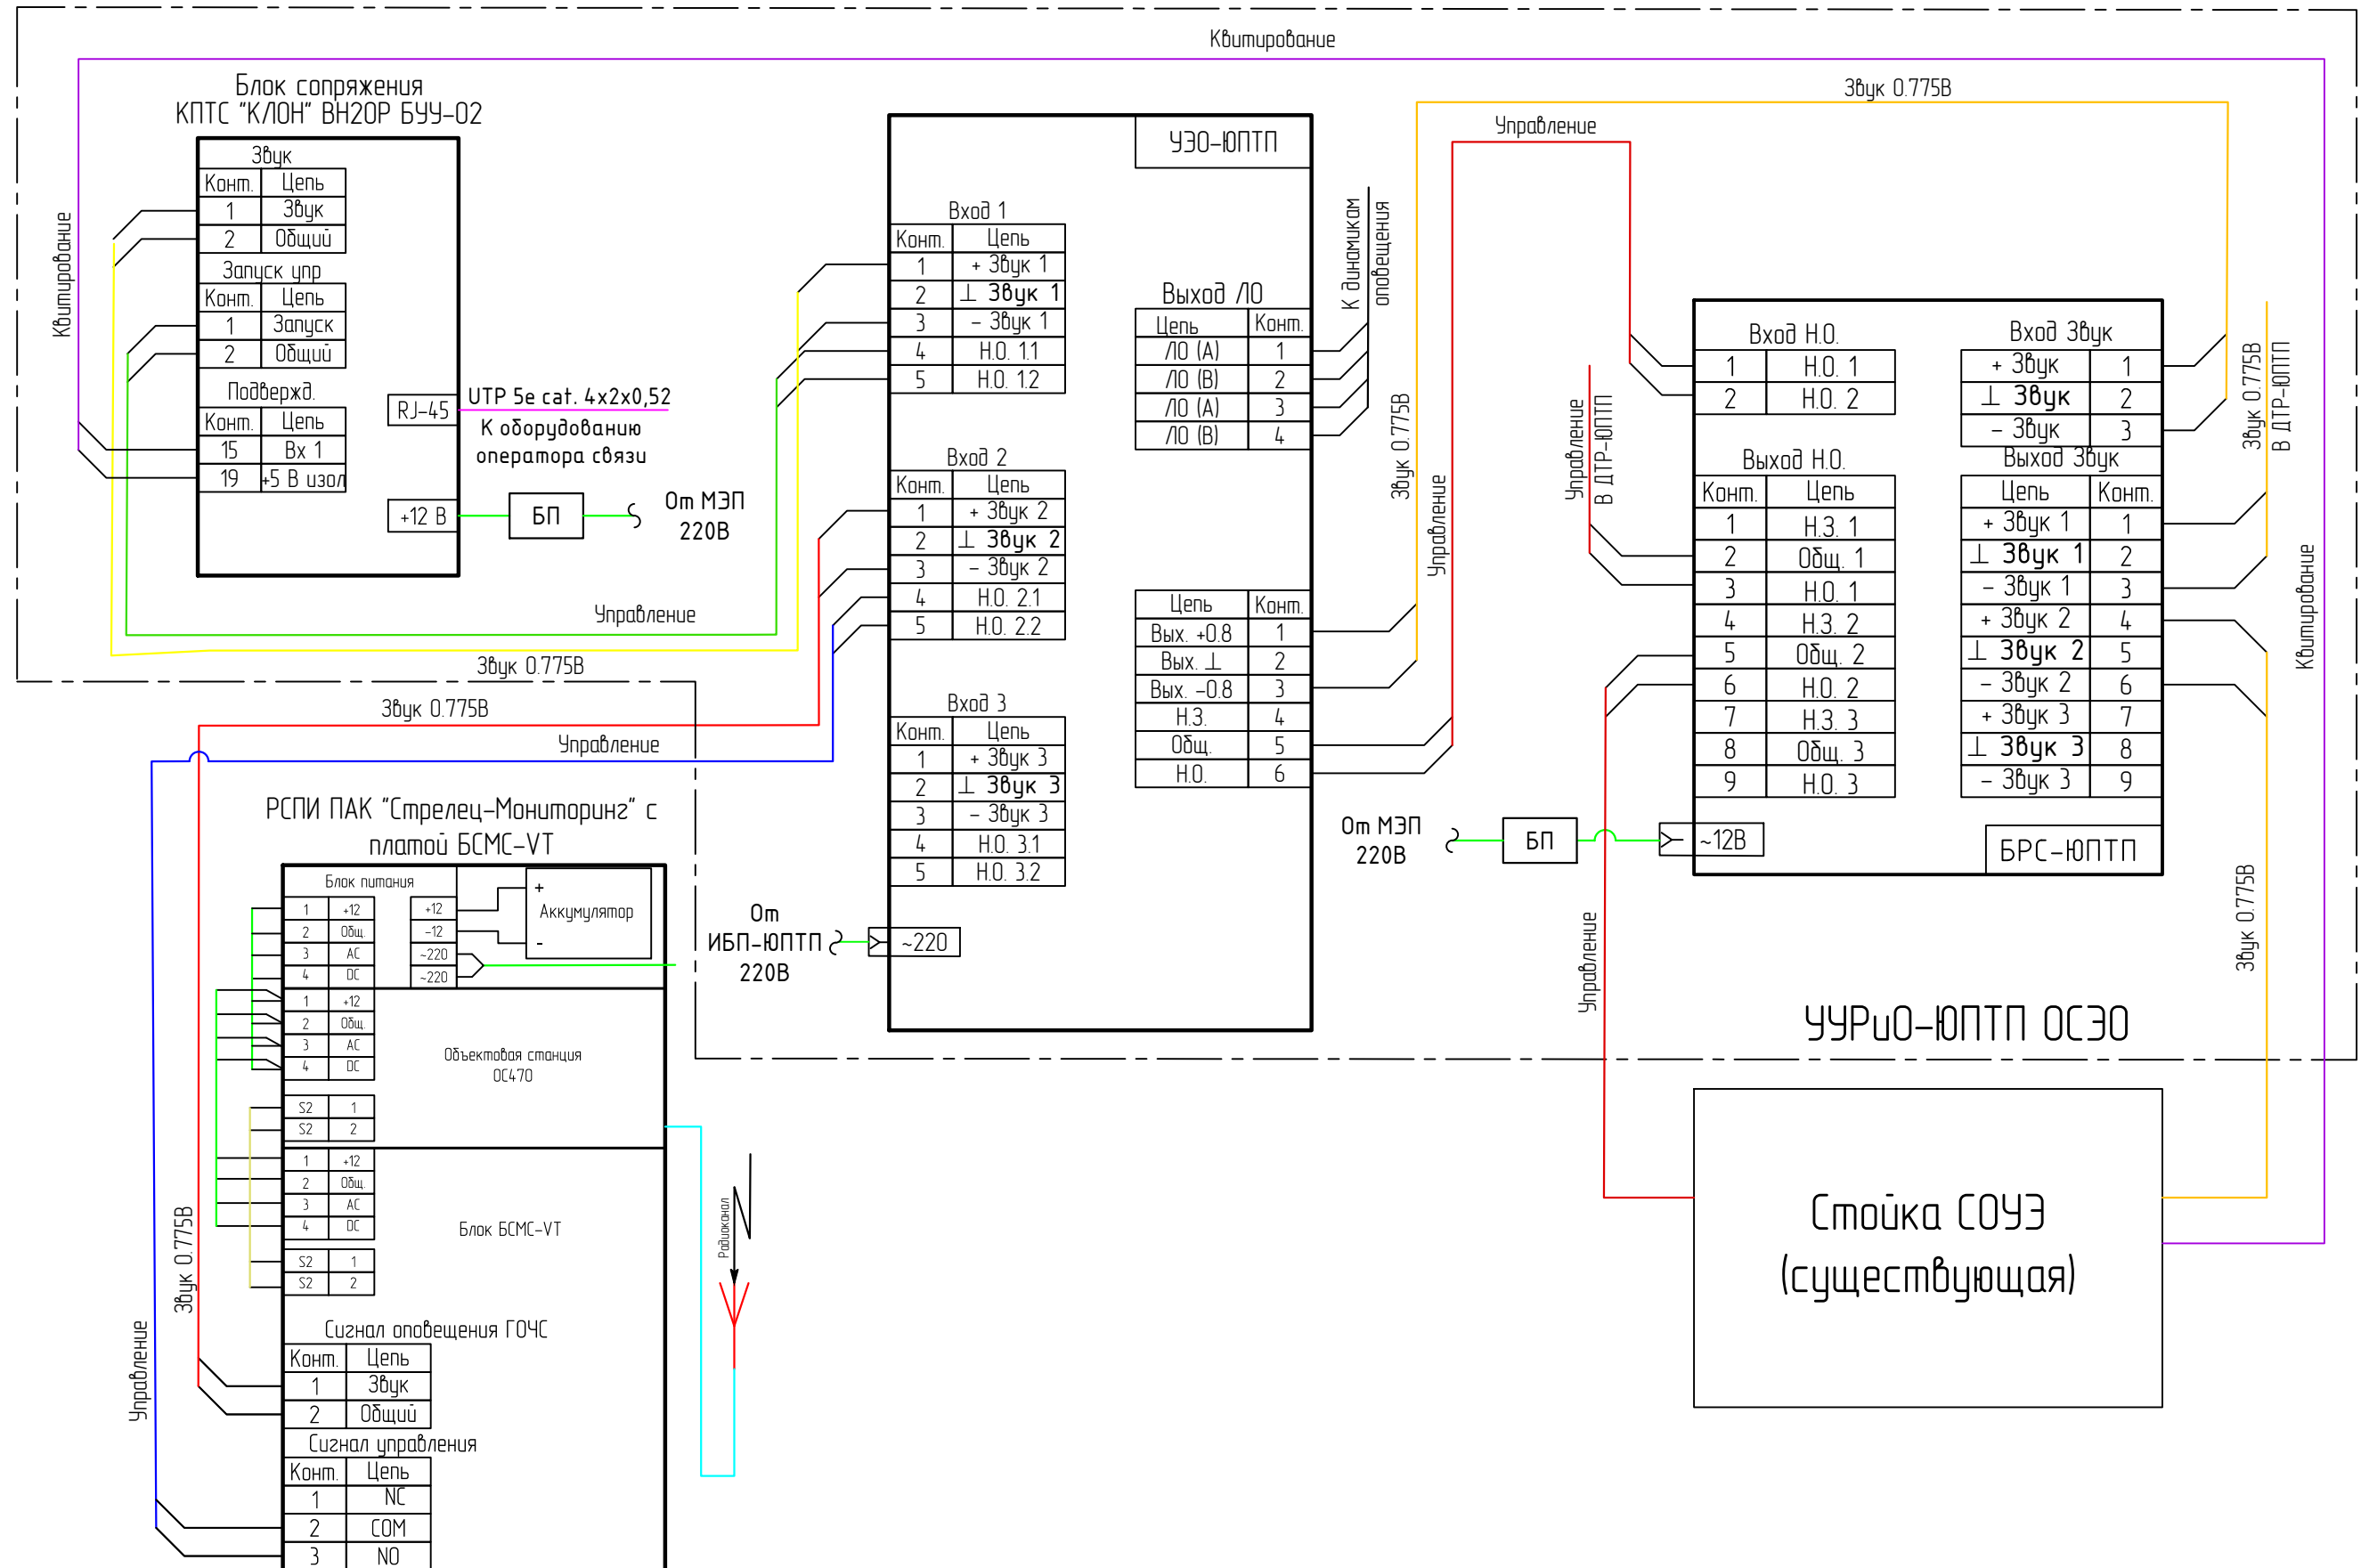 Квитирование
Звук 0.775В
Управление
Блок сопряжения
КПТС "КЛОН" ВН20Р БУУ-02
Звук
Конт. Цепь
1 Звук
2 Общий
Запуск упр
Конт. Цепь
1 Запуск
2 Общий
Подвержд.
Конт. Цепь
15 Вх 1
19 +5 В изол
RJ-45
UTP 5e cat. 4x2x0,52
К оборудованию
оператора связи
+12 В
БП
От МЭП
220В
Квитирование
Управление
Звук 0.775В
Звук 0.775В
Управление
УЭО-ЮПТП
Вход 1
Конт. Цепь
1 + Звук 1
2 ⊥ Звук 1
3 - Звук 1
4 Н.О. 1.1
5 Н.О. 1.2
Вход 2
Конт. Цепь
1 + Звук 2
2 ⊥ Звук 2
3 - Звук 2
4 Н.О. 2.1
5 Н.О. 2.2
Вход 3
Конт. Цепь
1 + Звук 3
2 ⊥ Звук 3
3 - Звук 3
4 Н.О. 3.1
5 Н.О. 3.2
~220
От
ИБП-ЮПТП
220В
Выход ЛО
Цепь Конт.
ЛО (А) 1
ЛО (В) 2
ЛО (А) 3
ЛО (В) 4
К динамикам
оповещения
Цепь Конт.
Вых. +0.8 1
Вых. ⊥ 2
Вых. -0.8 3
Н.З. 4
Общ. 5
Н.О. 6
Звук 0.775В
Управление
Управление
В ДТР-ЮПТП
Вход Н.О.
1 Н.О. 1
2 Н.О. 2
Выход Н.О.
Конт. Цепь
1 Н.З. 1
2 Общ. 1
3 Н.О. 1
4 Н.З. 2
5 Общ. 2
6 Н.О. 2
7 Н.З. 3
8 Общ. 3
9 Н.О. 3
Вход Звук
+ Звук 1
⊥ Звук 2
- Звук 3
Выход Звук
Цепь Конт.
+ Звук 1 1
⊥ Звук 1 2
- Звук 1 3
+ Звук 2 4
⊥ Звук 2 5
- Звук 2 6
+ Звук 3 7
⊥ Звук 3 8
- Звук 3 9
~12В
БРС-ЮПТП
От МЭП
220В
БП
Звук 0.775В
В ДТР-ЮПТП
Квитирование
Управление
Звук 0.775В
УУРиО-ЮПТП ОСЭО
Стойка СОУЭ
(существующая)
РСПИ ПАК "Стрелец-Мониторинг" с
платой БСМС-VT
Блок питания
1 +12
2 Общ.
3 AC
4 DC
+12
-12
~220
~220
+
Аккумулятор
-
1 +12
2 Общ.
3 AC
4 DC
Объектовая станция
ОС470
S2 1
S2 2
1 +12
2 Общ.
3 AC
4 DC
Блок БСМС-VT
S2 1
S2 2
Сигнал оповещения ГОЧС
Конт. Цепь
1 Звук
2 Общий
Сигнал управления
Конт. Цепь
1 NC
2 COM
3 NO
Звук 0.775В
Управление
Радиоканал